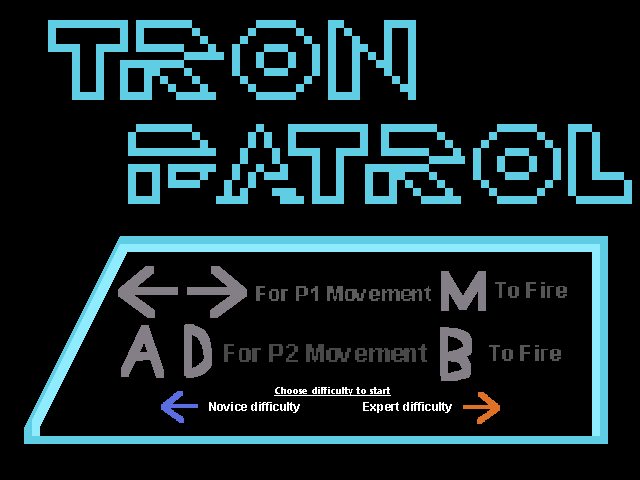 TRON
PATROL
For P1 Movement M To Fire
A D For P2 Movement B To Fire
Choose difficulty to start
Novice difficulty Expert difficulty